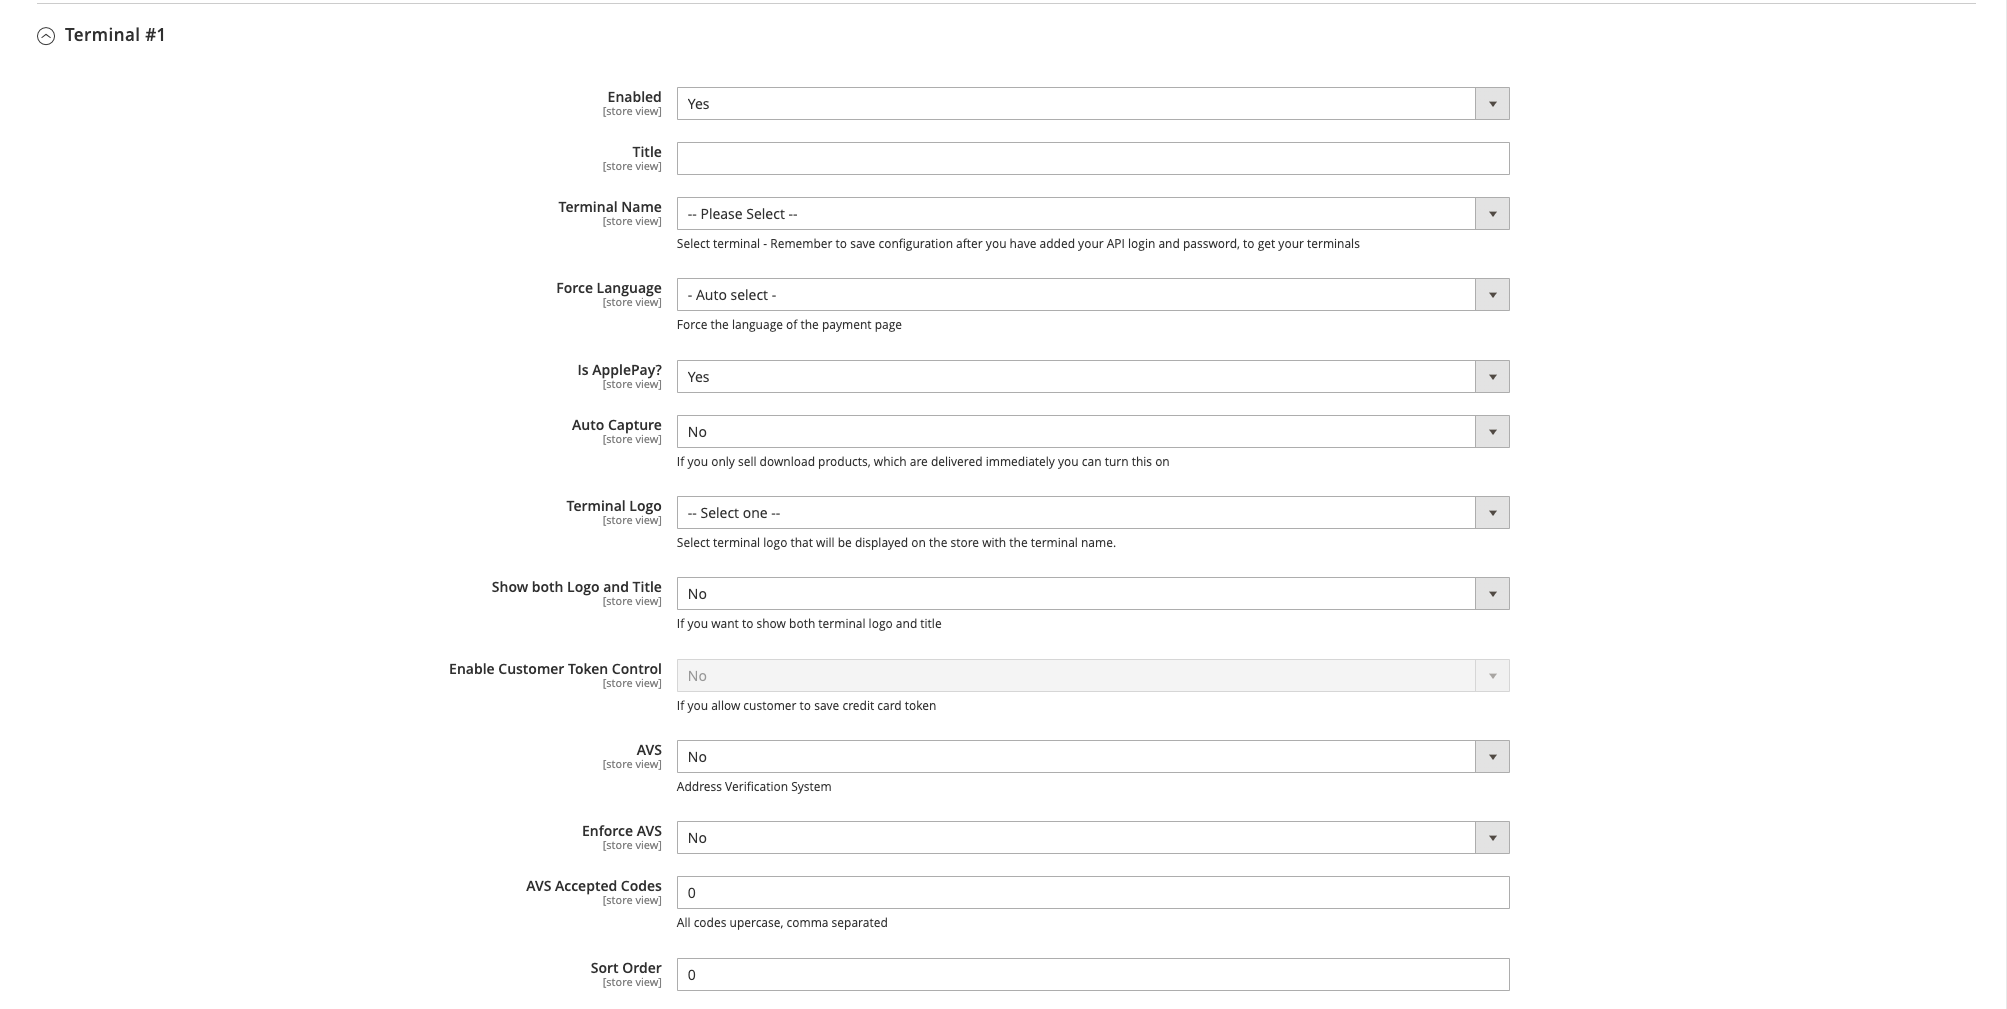 Terminal #1
Enabled
[store view]
Yes
Title
[store view]
Terminal Name
[store view]
-- Please Select --
Select terminal - Remember to save configuration after you have added your API login and password, to get your terminals
Force Language
[store view]
- Auto select -
Force the language of the payment page
Is ApplePay?
[store view]
Yes
Auto Capture
[store view]
No
If you only sell download products, which are delivered immediately you can turn this on
Terminal Logo
[store view]
-- Select one --
Select terminal logo that will be displayed on the store with the terminal name.
Show both Logo and Title
[store view]
No
If you want to show both terminal logo and title
Enable Customer Token Control
[store view]
No
If you allow customer to save credit card token
AVS
[store view]
No
Address Verification System
Enforce AVS
[store view]
No
AVS Accepted Codes
[store view]
0
All codes upercase, comma separated
Sort Order
[store view]
0